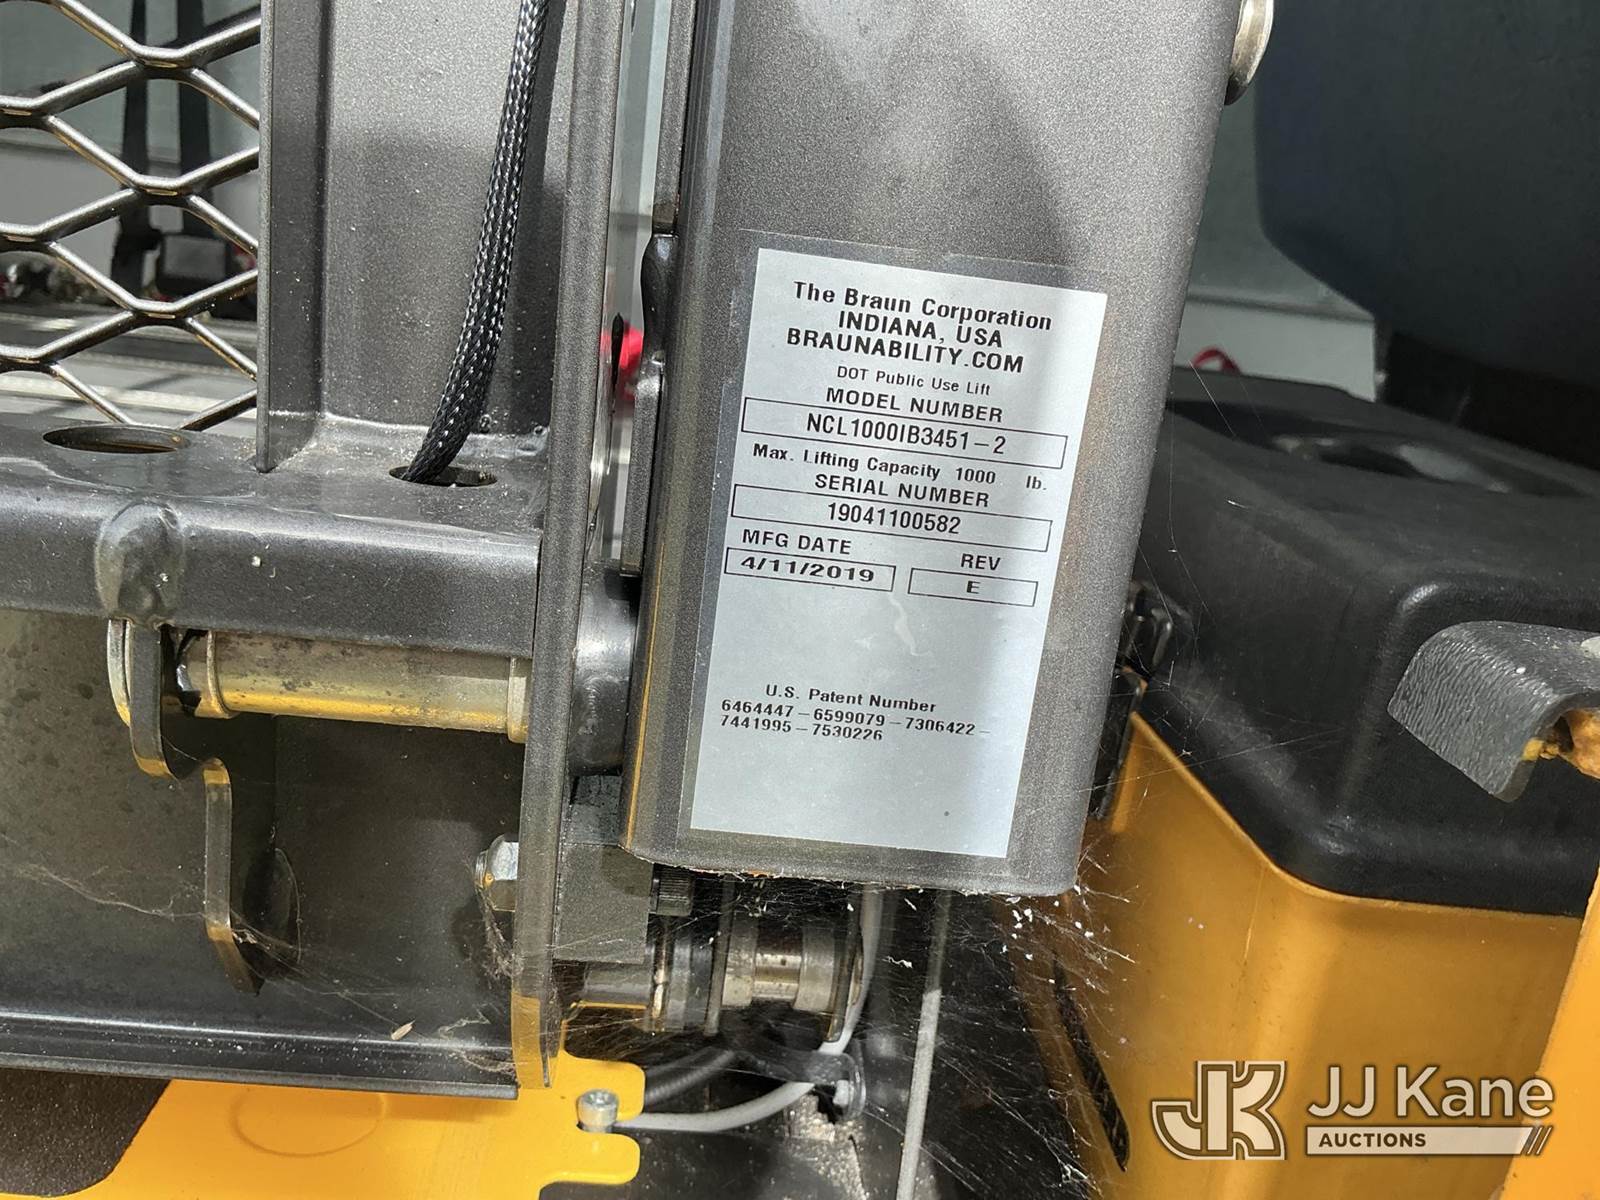 The Braun Corporation
INDIANA, USA
BRAUNABILITY.COM
DOT Public Use Lift
MODEL NUMBER
NCL1000IB3451-2
Max. Lifting Capacity 1000 lb.
SERIAL NUMBER
19041100582
MFG DATE REV
4/11/2019 E
U.S. Patent Number
6464447-6599079-7306422-
7441995-7530226
JK JJ Kane
AUCTIONS